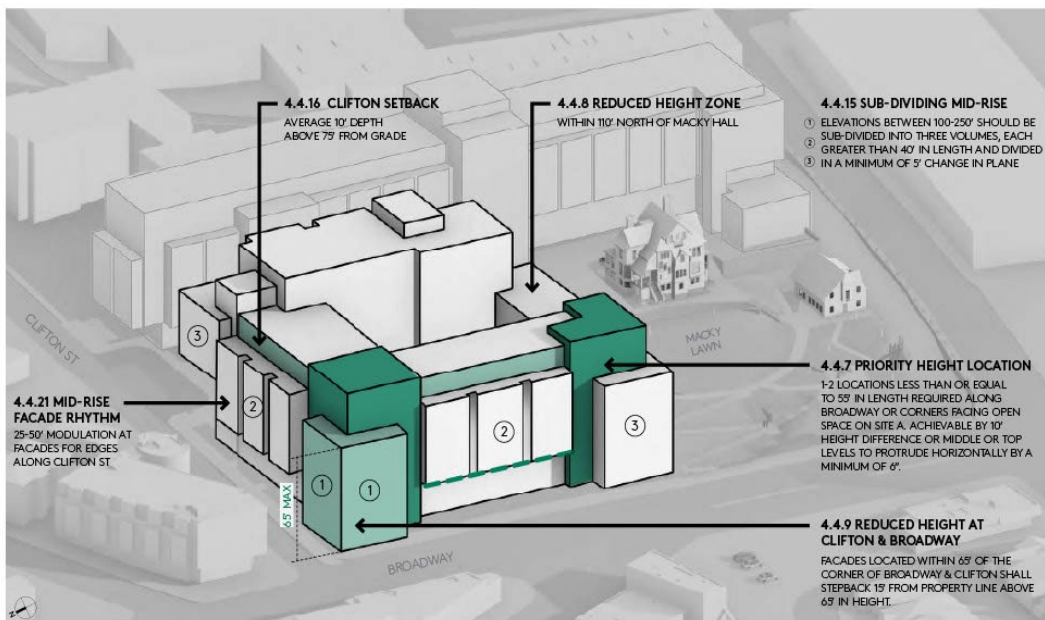 4.4.16 CLIFTON SETBACK
AVERAGE 10' DEPTH
ABOVE 75' FROM GRADE
4.4.8 REDUCED HEIGHT ZONE
WITHIN 110' NORTH OF MACKY HALL
4.4.15 SUB-DIVIDING MID-RISE
① ELEVATIONS BETWEEN 100-250' SHOULD BE
② SUB-DIVIDED INTO THREE VOLUMES, EACH
GREATER THAN 40' IN LENGTH AND DIVIDED
③ IN A MINIMUM OF 5' CHANGE IN PLANE
CLIFTON ST
③
MACKY
LAWN
4.4.21 MID-RISE
FACADE RHYTHM
25-50' MODULATION AT
FACADES FOR EDGES
ALONG CLIFTON ST
②
②
③
4.4.7 PRIORITY HEIGHT LOCATION
1-2 LOCATIONS LESS THAN OR EQUAL
TO 55' IN LENGTH REQUIRED ALONG
BROADWAY OR CORNERS FACING OPEN
SPACE ON SITE A. ACHIEVABLE BY 10'
HEIGHT DIFFERENCE OR MIDDLE OR TOP
LEVELS TO PROTRUDE HORIZONTALLY BY A
MINIMUM OF 6".
①
①
65' MAX
BROADWAY
4.4.9 REDUCED HEIGHT AT
CLIFTON & BROADWAY
FACADES LOCATED WITHIN 65' OF THE
CORNER OF BROADWAY & CLIFTON SHALL
STEPBACK 15' FROM PROPERTY LINE ABOVE
65' IN HEIGHT.
N